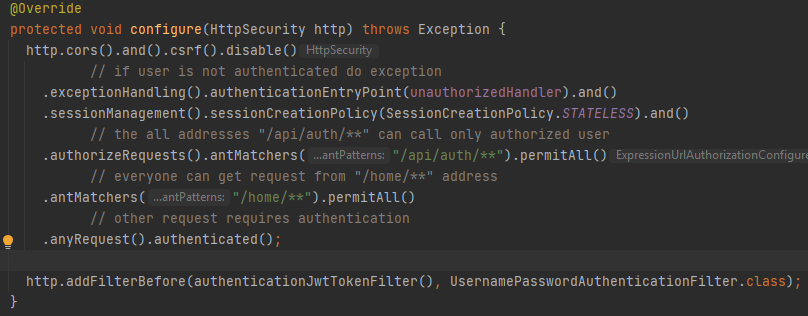 @Override
protected void configure(HttpSecurity http) throws Exception {
http.cors().and().csrf().disable() HttpSecurity
// if user is not authenticated do exception
.exceptionHandling().authenticationEntryPoint(unauthorizedHandler).and()
.sessionManagement().sessionCreationPolicy(SessionCreationPolicy.STATELESS).and()
// the all addresses "/api/auth/**" can call only authorized user
.authorizeRequests().antMatchers( ...antPatterns: "/api/auth/**").permitAll() ExpressionUrlAuthorizationConfigure
// everyone can get request from "/home/**" address
.antMatchers( ...antPatterns: "/home/**").permitAll()
// other request requires authentication
.anyRequest().authenticated();
http.addFilterBefore(authenticationJwtTokenFilter(), UsernamePasswordAuthenticationFilter.class);
}